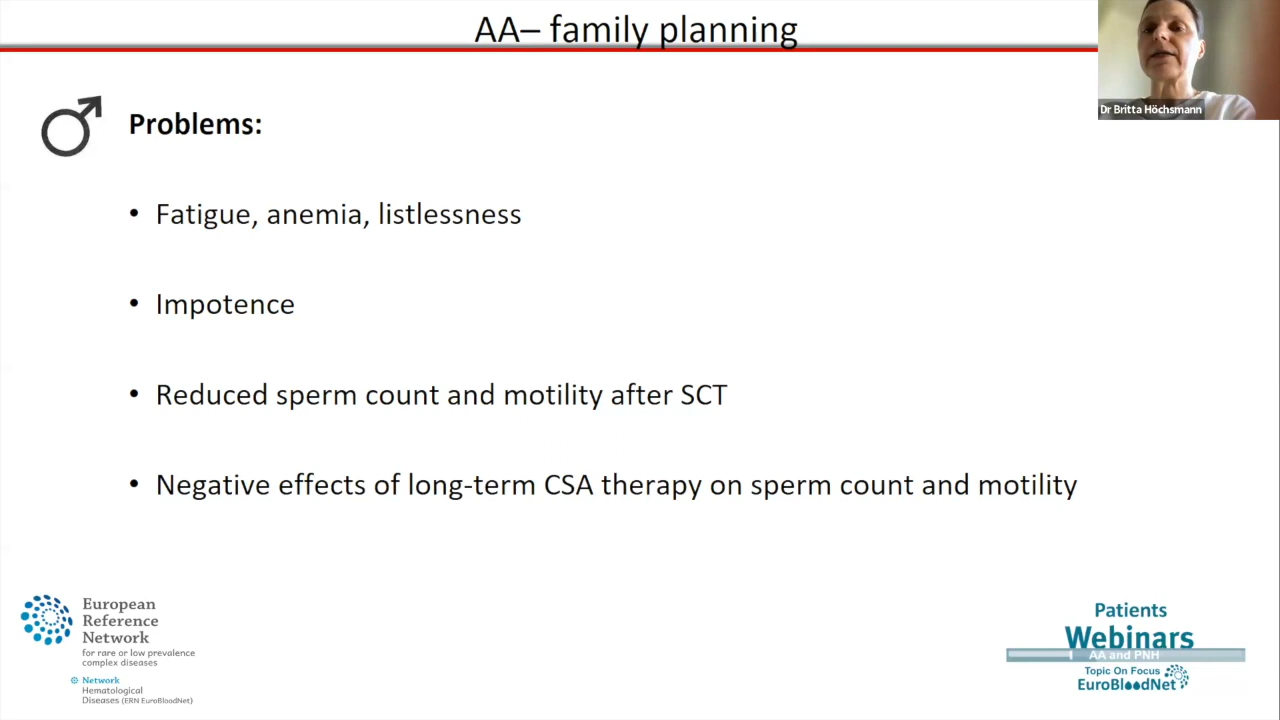 AA– family planning
Dr Britta Höchsmann
Problems:
• Fatigue, anemia, listlessness
• Impotence
• Reduced sperm count and motility after SCT
• Negative effects of long-term CSA therapy on sperm count and motility
European
Reference
Network
for rare or low prevalence
complex diseases
Network
Hematological
Diseases (ERN EuroBloodNet)
Patients
Webinars
AA and PNH
Topic On Focus
EuroBloodNet